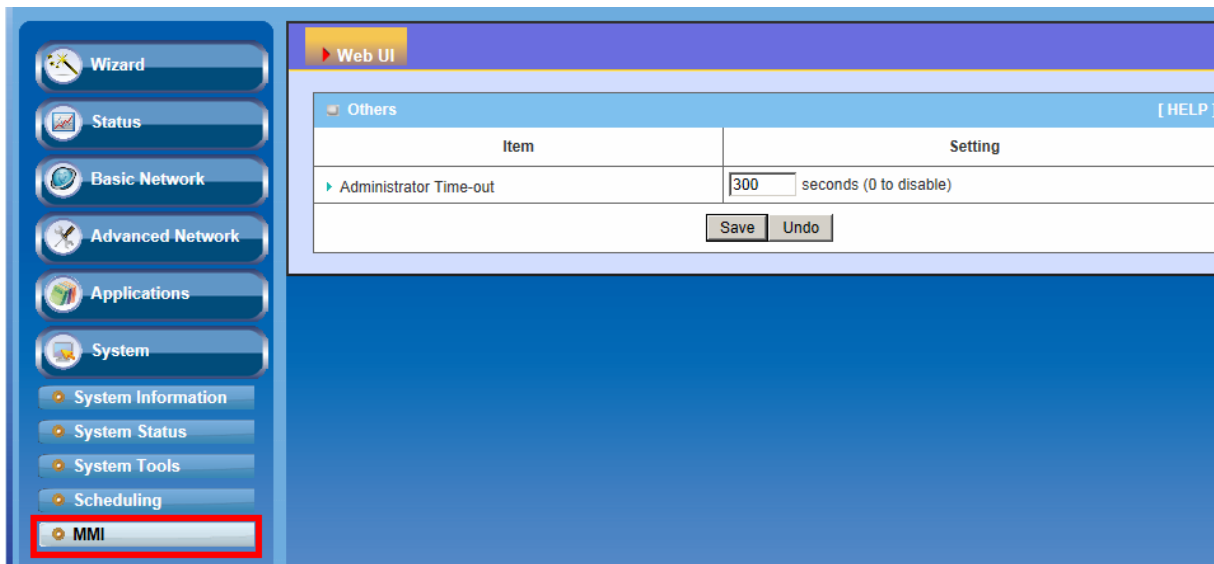 Wizard
Status
Basic Network
Advanced Network
Applications
System
System Information
System Status
System Tools
Scheduling
MMI
Web UI
Others [ HELP ]
Item Setting
Administrator Time-out 300 seconds (0 to disable)
Save Undo